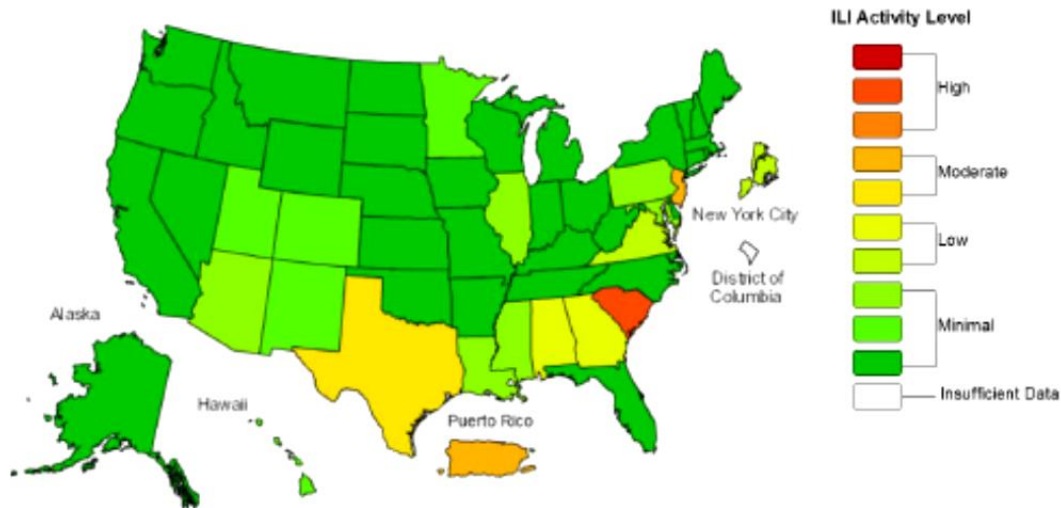 ILI Activity Level
High
Moderate
New York City
Low
District of
Columbia
Alaska
Minimal
Hawaii
Insufficient Data
Puerto Rico